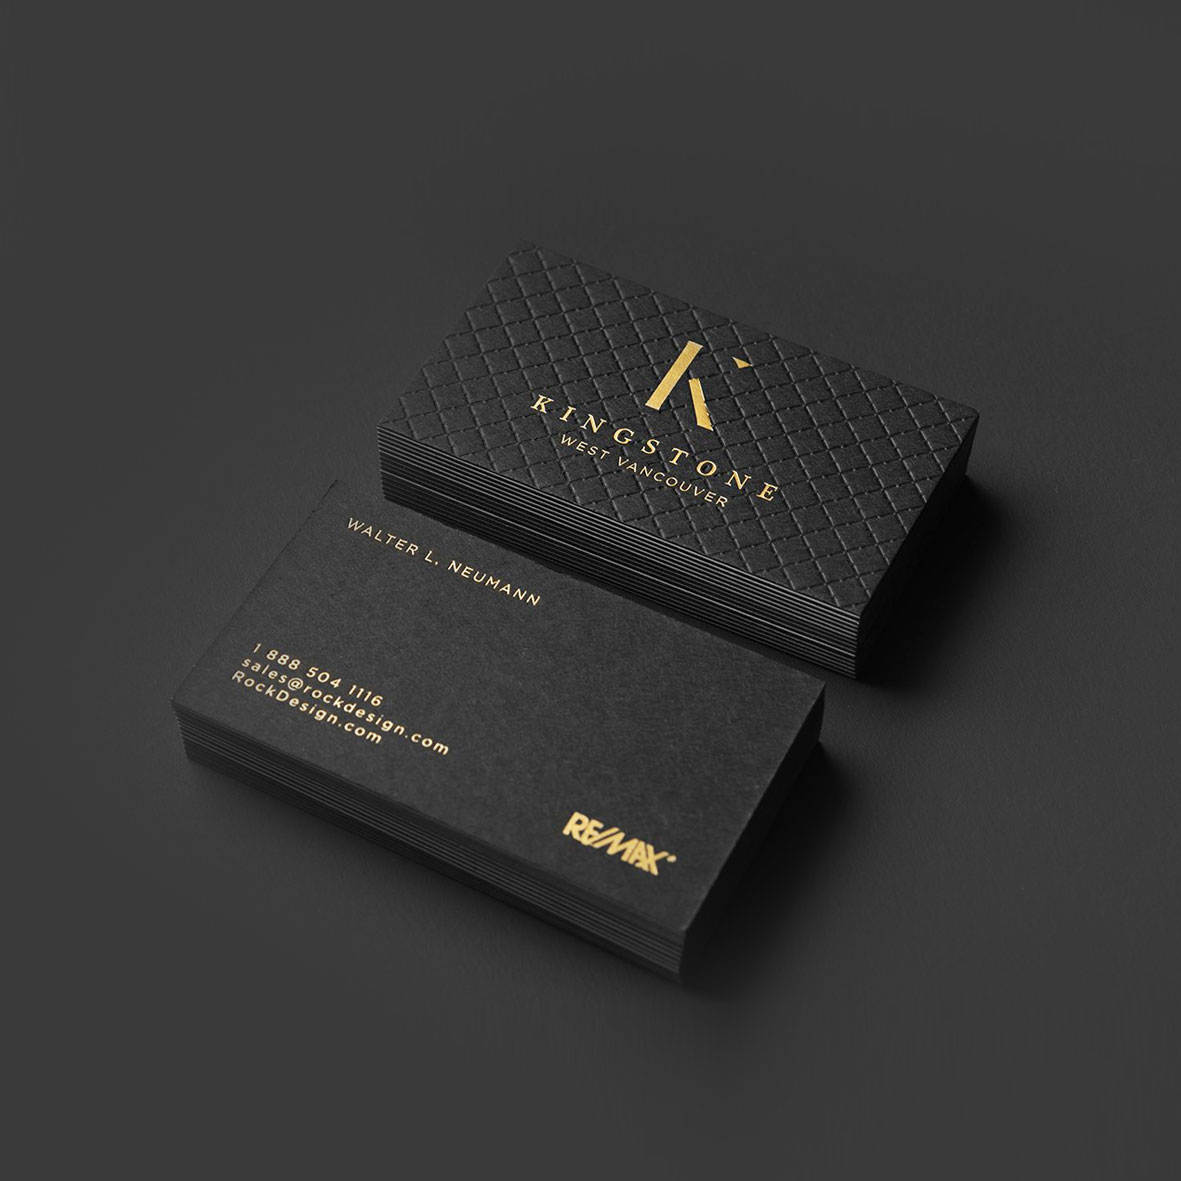 K
KINGSTONE
WEST VANCOUVER
WALTER L. NEUMANN
1 888 504 1116
sales@rockdesign.com
RockDesign.com
RE/MAX®